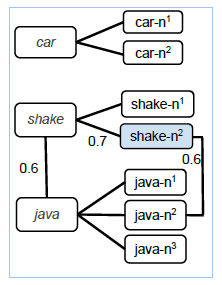 car-n¹
car
car-n²
shake-n¹
shake
shake-n²
0.7
0.6
0.6
java-n¹
java
java-n²
java-n³